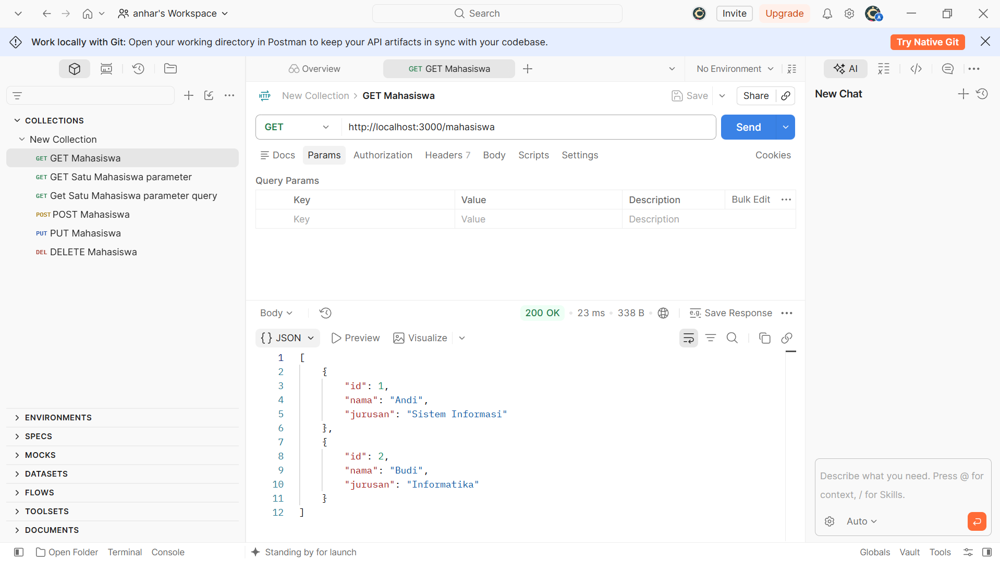 anhar's Workspace
Search
Invite
Upgrade
A
Work locally with Git: Open your working directory in Postman to keep your API artifacts in sync with your codebase.
Try Native Git
Overview
GET GET Mahasiswa
No Environment
AI
COLLECTIONS
New Collection
GET GET Mahasiswa
GET GET Satu Mahasiswa parameter
GET Get Satu Mahasiswa parameter query
POST POST Mahasiswa
PUT PUT Mahasiswa
DEL DELETE Mahasiswa
ENVIRONMENTS
SPECS
MOCKS
DATASETS
FLOWS
TOOLSETS
DOCUMENTS
HTTP New Collection > GET Mahasiswa
Save
Share
GET http://localhost:3000/mahasiswa
Send
Docs Params Authorization Headers 7 Body Scripts Settings Cookies
Query Params
Key Value Description Bulk Edit
Key Value Description
Body 200 OK • 23 ms • 338 B e.g. Save Response
{} JSON Preview Visualize
1 [
2 {
3 "id": 1,
4 "nama": "Andi",
5 "jurusan": "Sistem Informasi"
6 },
7 {
8 "id": 2,
9 "nama": "Budi",
10 "jurusan": "Informatika"
11 }
12 ]
New Chat
Describe what you need. Press @ for
context, / for Skills.
Auto
Open Folder Terminal Console
Standing by for launch
Globals Vault Tools